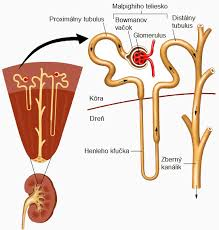 Malpighiho teliesko
Proximálny tubulus
Bowmanov
vačok
Distálny
tubulus
Glomerulus
Kôra
Dreň
Henleho kľučka
Zberný
kanálik